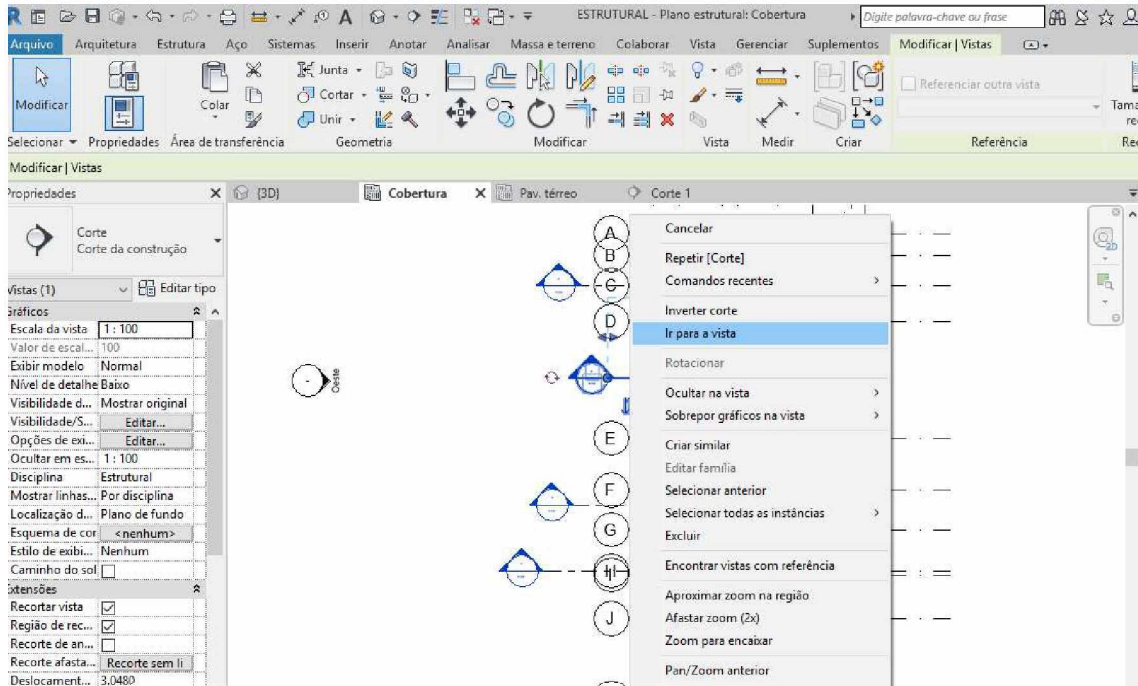 ESTRUTURAL - Plano estrutural: Cobertura
Digite palavra-chave ou frase
Arquivo Arquitetura Estrutura Aço Sistemas Inserir Anotar Analisar Massa e terreno Colaborar Vista Gerenciar Suplementos Modificar | Vistas
Modificar
Colar
Junta
Cortar
Unir
Referenciar outra vista
Selecionar Propriedades Área de transferência Geometria Modificar Vista Medir Criar Referência
Modificar | Vistas
Propriedades
{3D} Cobertura Pav. térreo Corte 1
Corte
Corte da construção
Vistas (1) Editar tipo
Gráficos
Escala da vista 1 : 100
Valor de escal... 100
Exibir modelo Normal
Nível de detalhe Baixo
Visibilidade d... Mostrar original
Visibilidade/S... Editar...
Opções de exi... Editar...
Ocultar em es... 1 : 100
Disciplina Estrutural
Mostrar linhas... Por disciplina
Localização d... Plano de fundo
Esquema de cor <nenhum>
Estilo de exibi... Nenhum
Caminho do sol
Extensões
Recortar vista
Região de rec...
Recorte de an...
Recorte afasta... Recorte sem li
Deslocament... 3.0480
Oeste
A
B
C
D
E
F
G
H
J
Cancelar
Repetir [Corte]
Comandos recentes
Inverter corte
Ir para a vista
Rotacionar
Ocultar na vista
Sobrepor gráficos na vista
Criar similar
Editar família
Selecionar anterior
Selecionar todas as instâncias
Excluir
Encontrar vistas com referência
Aproximar zoom na região
Afastar zoom (2x)
Zoom para encaixar
Pan/Zoom anterior